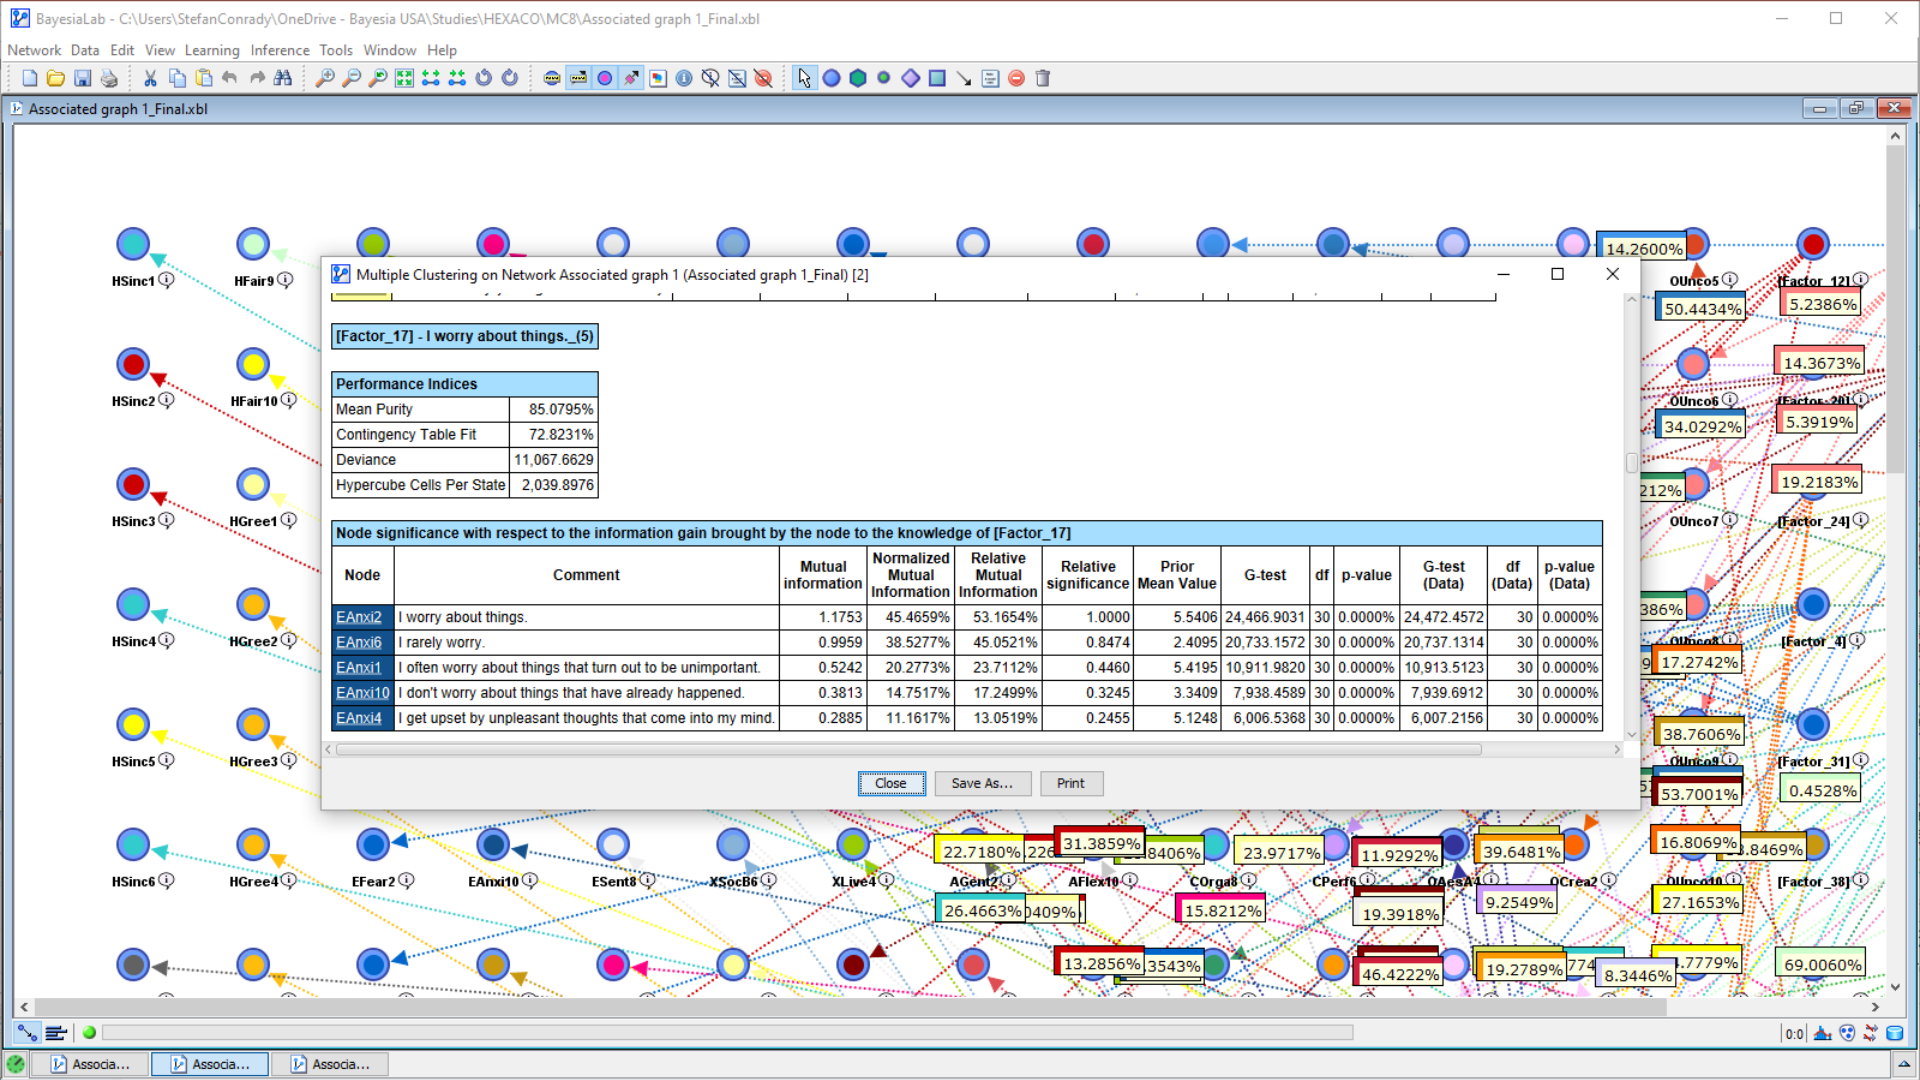 BayesiaLab - C:\Users\StefanConrady\OneDrive - Bayesia USA\Studies\HEXACO\MC8\Associated graph 1_Final.xbl
Network Data Edit View Learning Inference Tools Window Help
Associated graph 1_Final.xbl
14.2600%
HSinc1 HFair9 OUnco5 [Factor_12]
50.4434% 5.2386%
14.3673%
HSinc2 HFair10 OUnco6 [Factor_20]
34.0292% 5.3919%
212% 19.2183%
HSinc3 HGree1 OUnco7 [Factor_24]
386%
HSinc4 HGree2 OUnco8 [Factor_4]
9 17.2742%
38.7606%
HSinc5 HGree3 OUnco9 [Factor_31]
53.7001% 0.4528%
Multiple Clustering on Network Associated graph 1 (Associated graph 1_Final) [2]
[Factor_17] - I worry about things._(5)
Performance Indices
Mean Purity 85.0795%
Contingency Table Fit 72.8231%
Deviance 11,067.6629
Hypercube Cells Per State 2,039.8976
Node significance with respect to the information gain brought by the node to the knowledge of [Factor_17]
Node Comment Mutual information Normalized Mutual Information Relative Mutual Information Relative significance Prior Mean Value G-test df p-value G-test (Data) df (Data) p-value (Data)
EAnxi2 I worry about things. 1.1753 45.4659% 53.1654% 1.0000 5.5406 24,466.9031 30 0.0000% 24,472.4572 30 0.0000%
EAnxi6 I rarely worry. 0.9959 38.5277% 45.0521% 0.8474 2.4095 20,733.1572 30 0.0000% 20,737.1314 30 0.0000%
EAnxi1 I often worry about things that turn out to be unimportant. 0.5242 20.2773% 23.7112% 0.4460 5.4195 10,911.9820 30 0.0000% 10,913.5123 30 0.0000%
EAnxi10 I don't worry about things that have already happened. 0.3813 14.7517% 17.2499% 0.3245 3.3409 7,938.4589 30 0.0000% 7,939.6912 30 0.0000%
EAnxi4 I get upset by unpleasant thoughts that come into my mind. 0.2885 11.1617% 13.0519% 0.2455 5.1248 6,006.5368 30 0.0000% 6,007.2156 30 0.0000%
Close Save As... Print
22.7180% 31.3859% .8406% 23.9717% 11.9292% 39.6481% 16.8069% .8469%
HSinc6 HGree4 EFear2 EAnxi10 ESent8 XSocB6 XLive4 AGent2 AFlex10 COrga8 CPerf6 OAesA4 OCrea2 OUnco10 [Factor_38]
26.4663% 0409% 15.8212% 19.3918% 9.2549% 27.1653%
13.2856% .3543% 46.4222% 19.2789% 774 8.3446% .7779% 69.0060%
0:0
Associa... Associa... Associa...